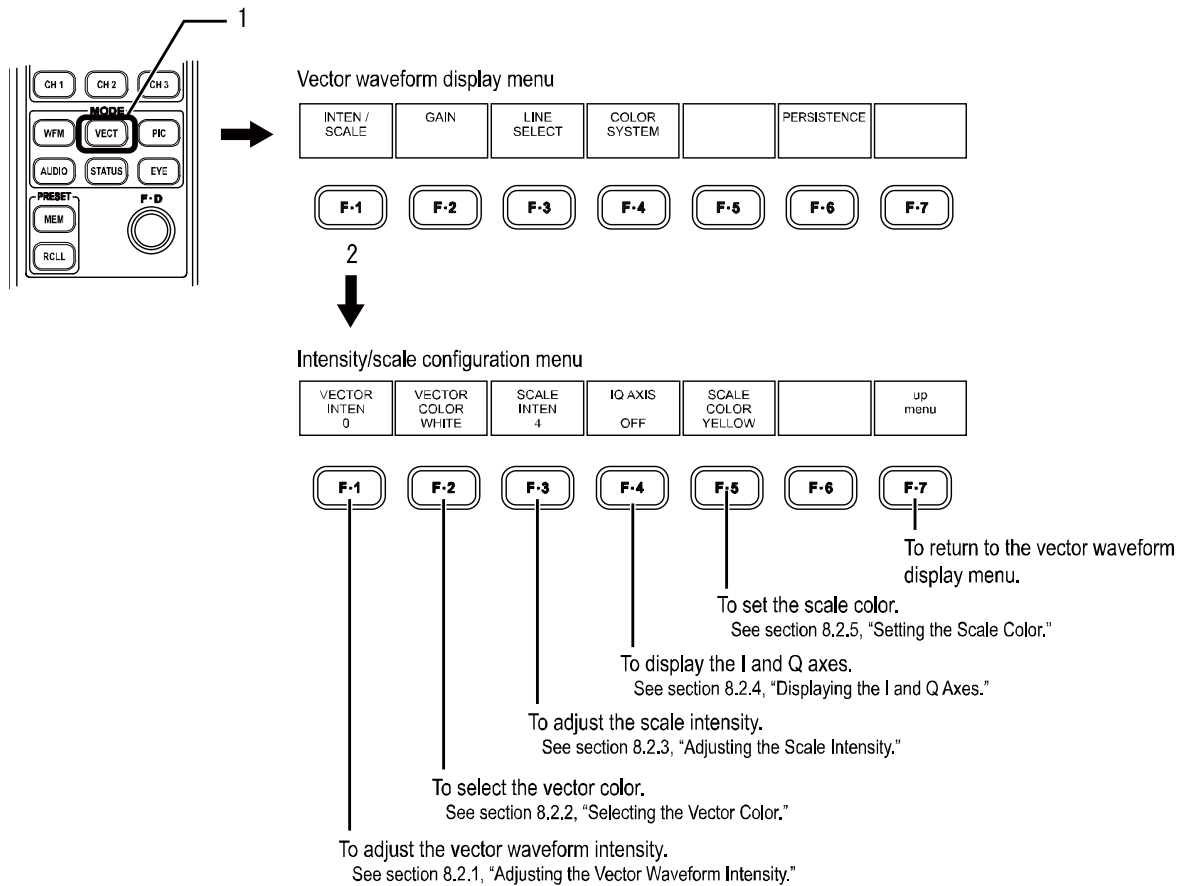 1
CH 1 CH 2 CH 3
MODE
WFM VECT PIC
AUDIO STATUS EYE
PRESET F·D
MEM
RCLL
Vector waveform display menu
INTEN / SCALE
GAIN
LINE SELECT
COLOR SYSTEM
PERSISTENCE
F·1 F·2 F·3 F·4 F·5 F·6 F·7
2
Intensity/scale configuration menu
VECTOR INTEN 0
VECTOR COLOR WHITE
SCALE INTEN 4
IQ AXIS OFF
SCALE COLOR YELLOW
up menu
F·1 F·2 F·3 F·4 F·5 F·6 F·7
To return to the vector waveform
display menu.
To set the scale color.
See section 8.2.5, “Setting the Scale Color.”
To display the I and Q axes.
See section 8.2.4, “Displaying the I and Q Axes.”
To adjust the scale intensity.
See section 8.2.3, “Adjusting the Scale Intensity.”
To select the vector color.
See section 8.2.2, “Selecting the Vector Color.”
To adjust the vector waveform intensity.
See section 8.2.1, “Adjusting the Vector Waveform Intensity.”